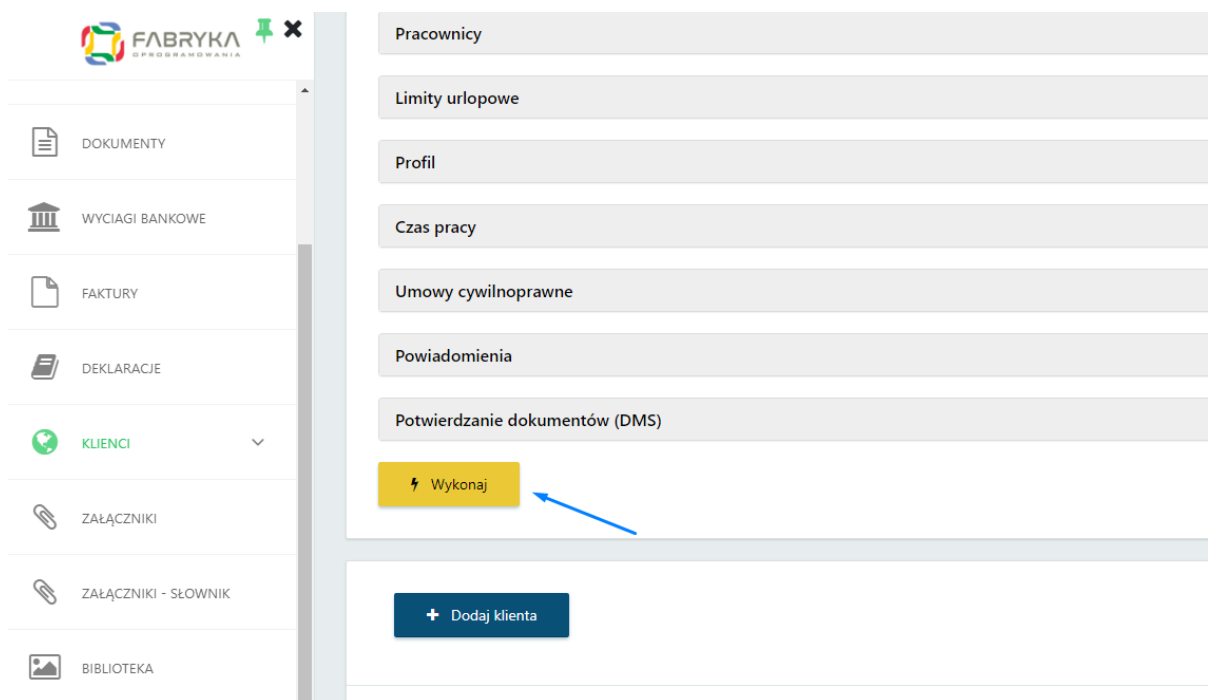 FABRYKA
OPROGRAMOWANIA
DOKUMENTY
WYCIAGI BANKOWE
FAKTURY
DEKLARACJE
KLIENCI
ZAŁĄCZNIKI
ZAŁĄCZNIKI - SŁOWNIK
BIBLIOTEKA
Pracownicy
Limity urlopowe
Profil
Czas pracy
Umowy cywilnoprawne
Powiadomienia
Potwierdzanie dokumentów (DMS)
Wykonaj
Dodaj klienta